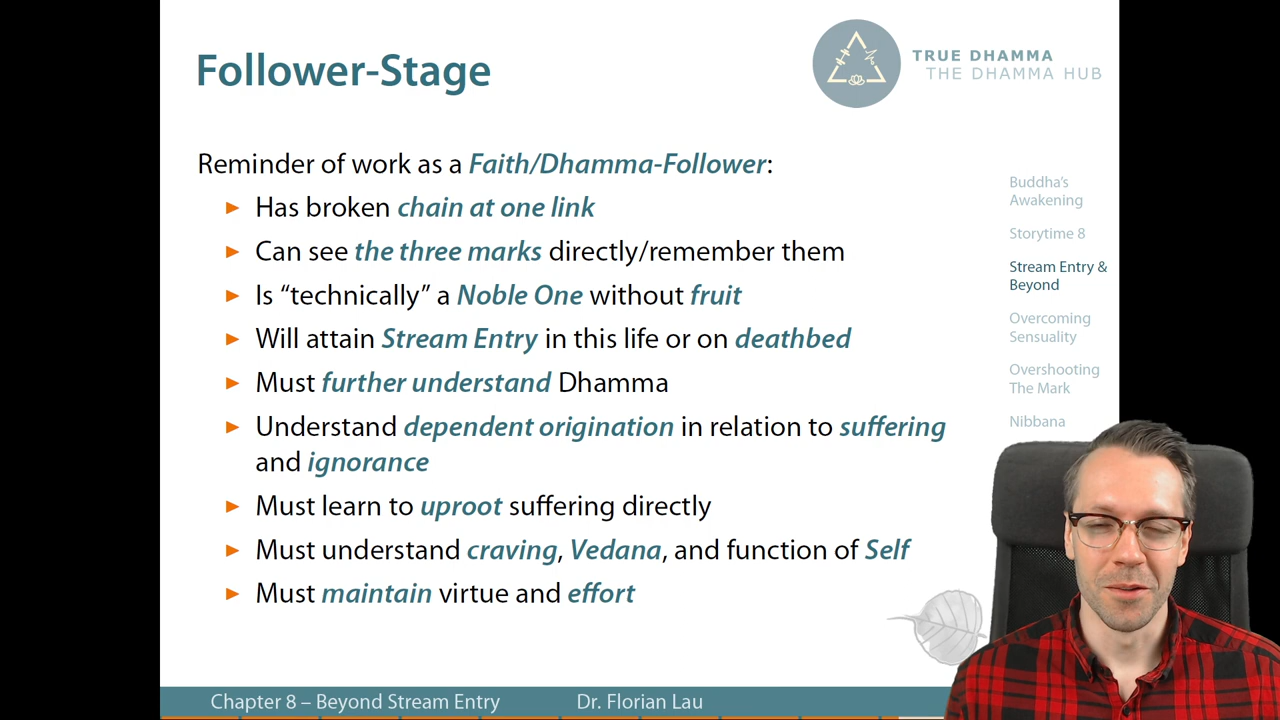 Follower-Stage
TRUE DHAMMA
THE DHAMMA HUB
Reminder of work as a Faith/Dhamma-Follower:
Has broken chain at one link
Can see the three marks directly/remember them
Is “technically” a Noble One without fruit
Will attain Stream Entry in this life or on deathbed
Must further understand Dhamma
Understand dependent origination in relation to suffering
and ignorance
Must learn to uproot suffering directly
Must understand craving, Vedana, and function of Self
Must maintain virtue and effort
Buddha’s
Awakening
Storytime 8
Stream Entry &
Beyond
Overcoming
Sensuality
Overshooting
The Mark
Nibbana
Chapter 8 – Beyond Stream Entry
Dr. Florian Lau